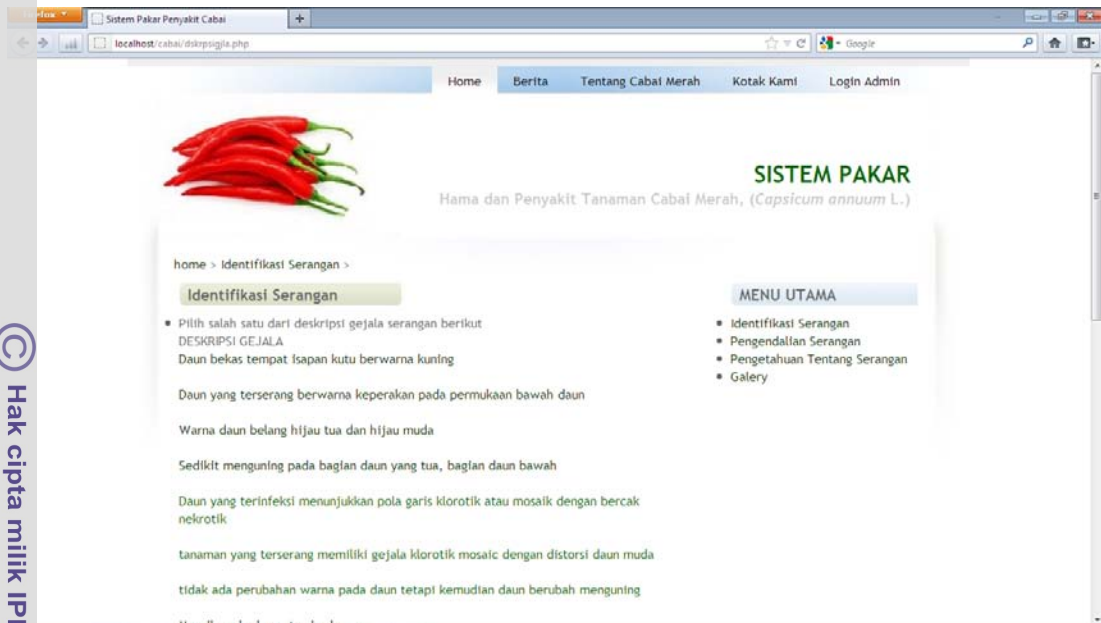 Sistem Pakar Penyakit Cabai
localhost/cabai/dskrpsigjla.php
Google
Home Berita Tentang Cabai Merah Kotak Kami Login Admin
SISTEM PAKAR
Hama dan Penyakit Tanaman Cabai Merah, (Capsicum annuum L.)
home > Identifikasi Serangan >
Identifikasi Serangan
Pilih salah satu dari deskripsi gejala serangan berikut
DESKRIPSI GEJALA
Daun bekas tempat isapan kutu berwarna kuning
Daun yang terserang berwarna keperakan pada permukaan bawah daun
Warna daun belang hijau tua dan hijau muda
Sedikit menguning pada bagian daun yang tua, bagian daun bawah
Daun yang terinfeksi menunjukkan pola garis klorotik atau mosaik dengan bercak
nekrotik
tanaman yang terserang memiliki gejala klorotik mosaic dengan distorsi daun muda
tidak ada perubahan warna pada daun tetapi kemudian daun berubah menguning
MENU UTAMA
Identifikasi Serangan
Pengendalian Serangan
Pengetahuan Tentang Serangan
Galery
© Hak cipta milik